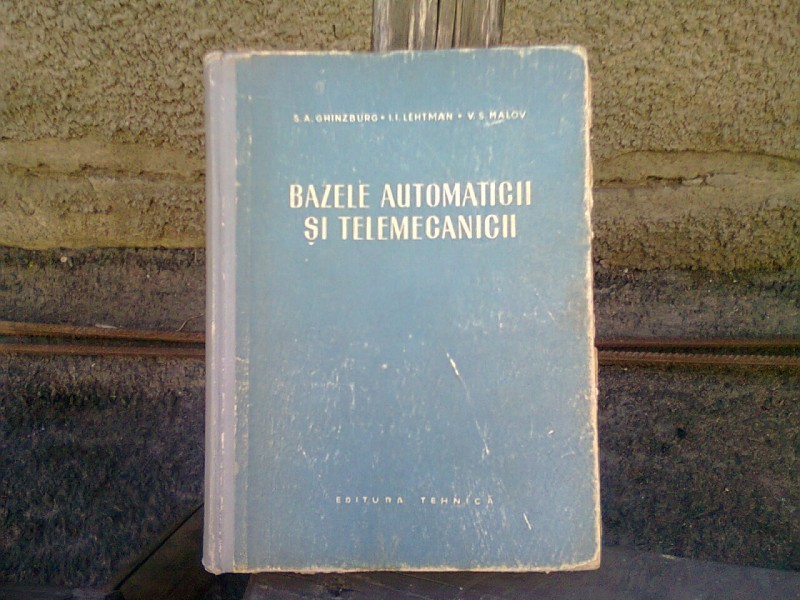 S. A. GHINZBURG • I. I. LEHTMAN • V. S. MALOV
BAZELE AUTOMATICII
ȘI TELEMECANICII
EDITURA TEHNICĂ